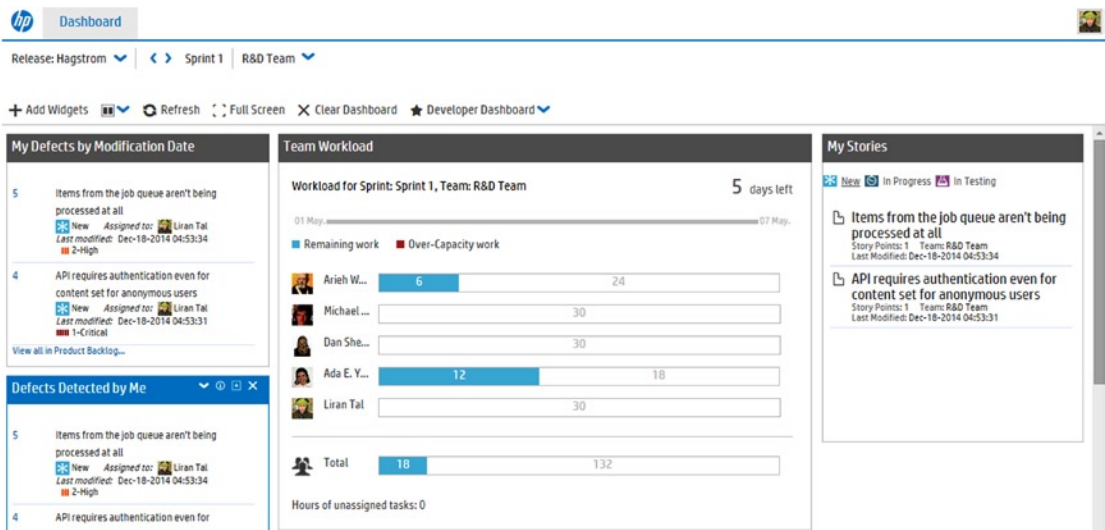 hp Dashboard
Release: Hagstrom Sprint 1 R&D Team
Add Widgets Refresh Full Screen Clear Dashboard Developer Dashboard
My Defects by Modification Date
5 Items from the job queue aren't being
processed at all
New Assigned to: Liran Tal
Last modified: Dec-18-2014 04:53:34
2-High
4 API requires authentication even for
content set for anonymous users
New Assigned to: Liran Tal
Last modified: Dec-18-2014 04:53:31
1-Critical
View all in Product Backlog...
Defects Detected by Me
5 Items from the job queue aren't being
processed at all
New Assigned to: Liran Tal
Last modified: Dec-18-2014 04:53:34
2-High
4 API requires authentication even for
Team Workload
Workload for Sprint: Sprint 1, Team: R&D Team 5 days left
01 May. 07 May.
Remaining work Over-Capacity work
Arieh W... 6 24
Michael ... 30
Dan She... 30
Ada E. Y... 12 18
Liran Tal 30
Total 18 132
Hours of unassigned tasks: 0
My Stories
New In Progress In Testing
Items from the job queue aren't being
processed at all
Story Points: 1 Team: R&D Team
Last Modified: Dec-18-2014 04:53:34
API requires authentication even for
content set for anonymous users
Story Points: 1 Team: R&D Team
Last Modified: Dec-18-2014 04:53:31